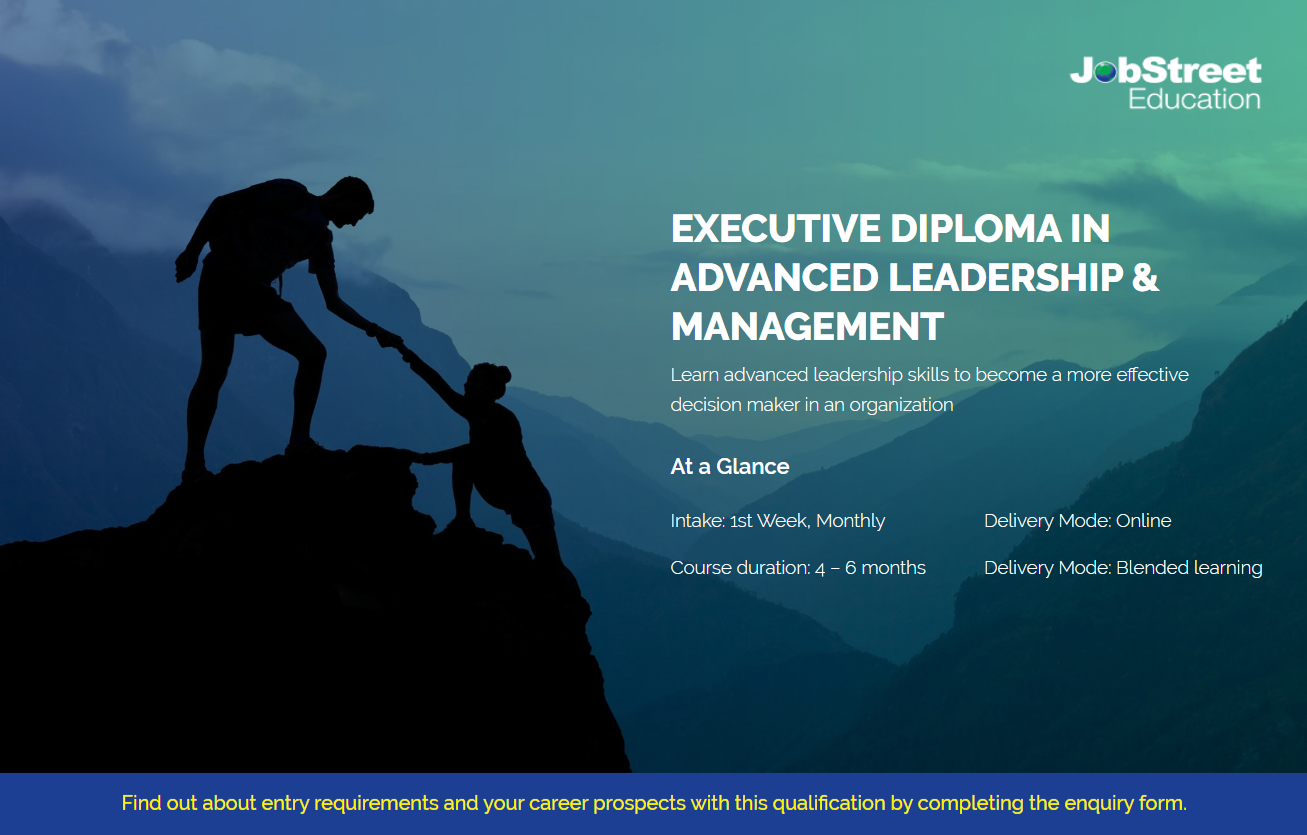 JobStreet
Education
EXECUTIVE DIPLOMA IN
ADVANCED LEADERSHIP &
MANAGEMENT
Learn advanced leadership skills to become a more effective
decision maker in an organization
At a Glance
Intake: 1st Week, Monthly
Delivery Mode: Online
Course duration: 4 – 6 months
Delivery Mode: Blended learning
Find out about entry requirements and your career prospects with this qualification by completing the enquiry form.